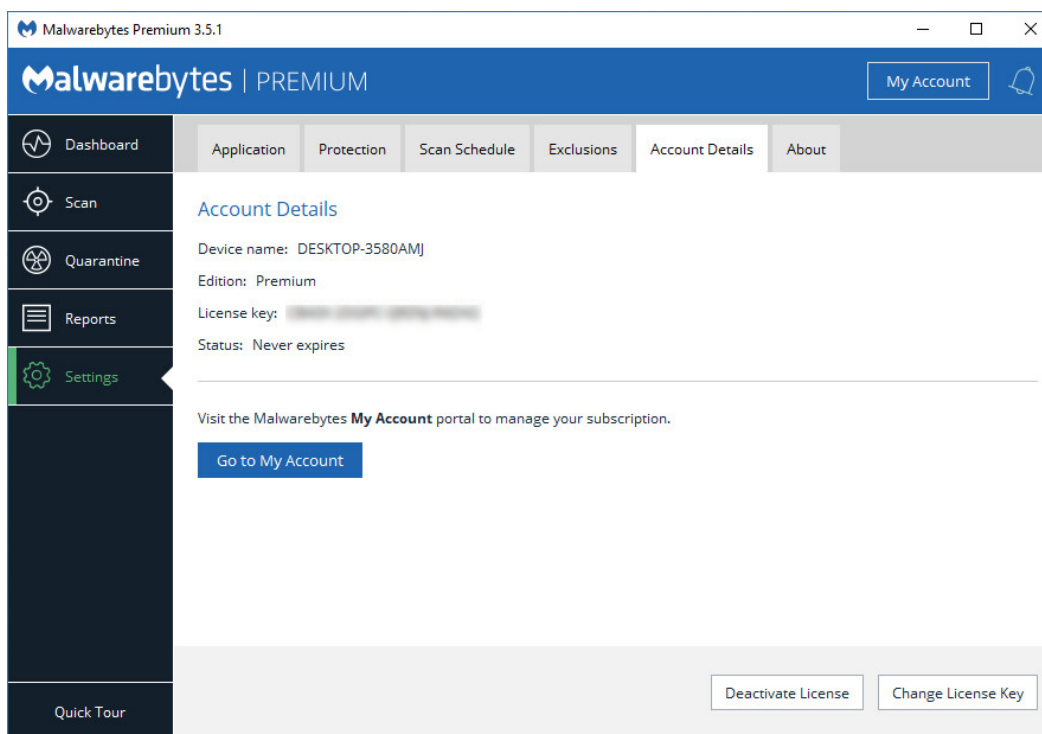 Malwarebytes Premium 3.5.1
Malwarebytes | PREMIUM
My Account
Dashboard
Scan
Quarantine
Reports
Settings
Quick Tour
Application Protection Scan Schedule Exclusions Account Details About
Account Details
Device name: DESKTOP-3580AMJ
Edition: Premium
License key:
Status: Never expires
Visit the Malwarebytes My Account portal to manage your subscription.
Go to My Account
Deactivate License Change License Key